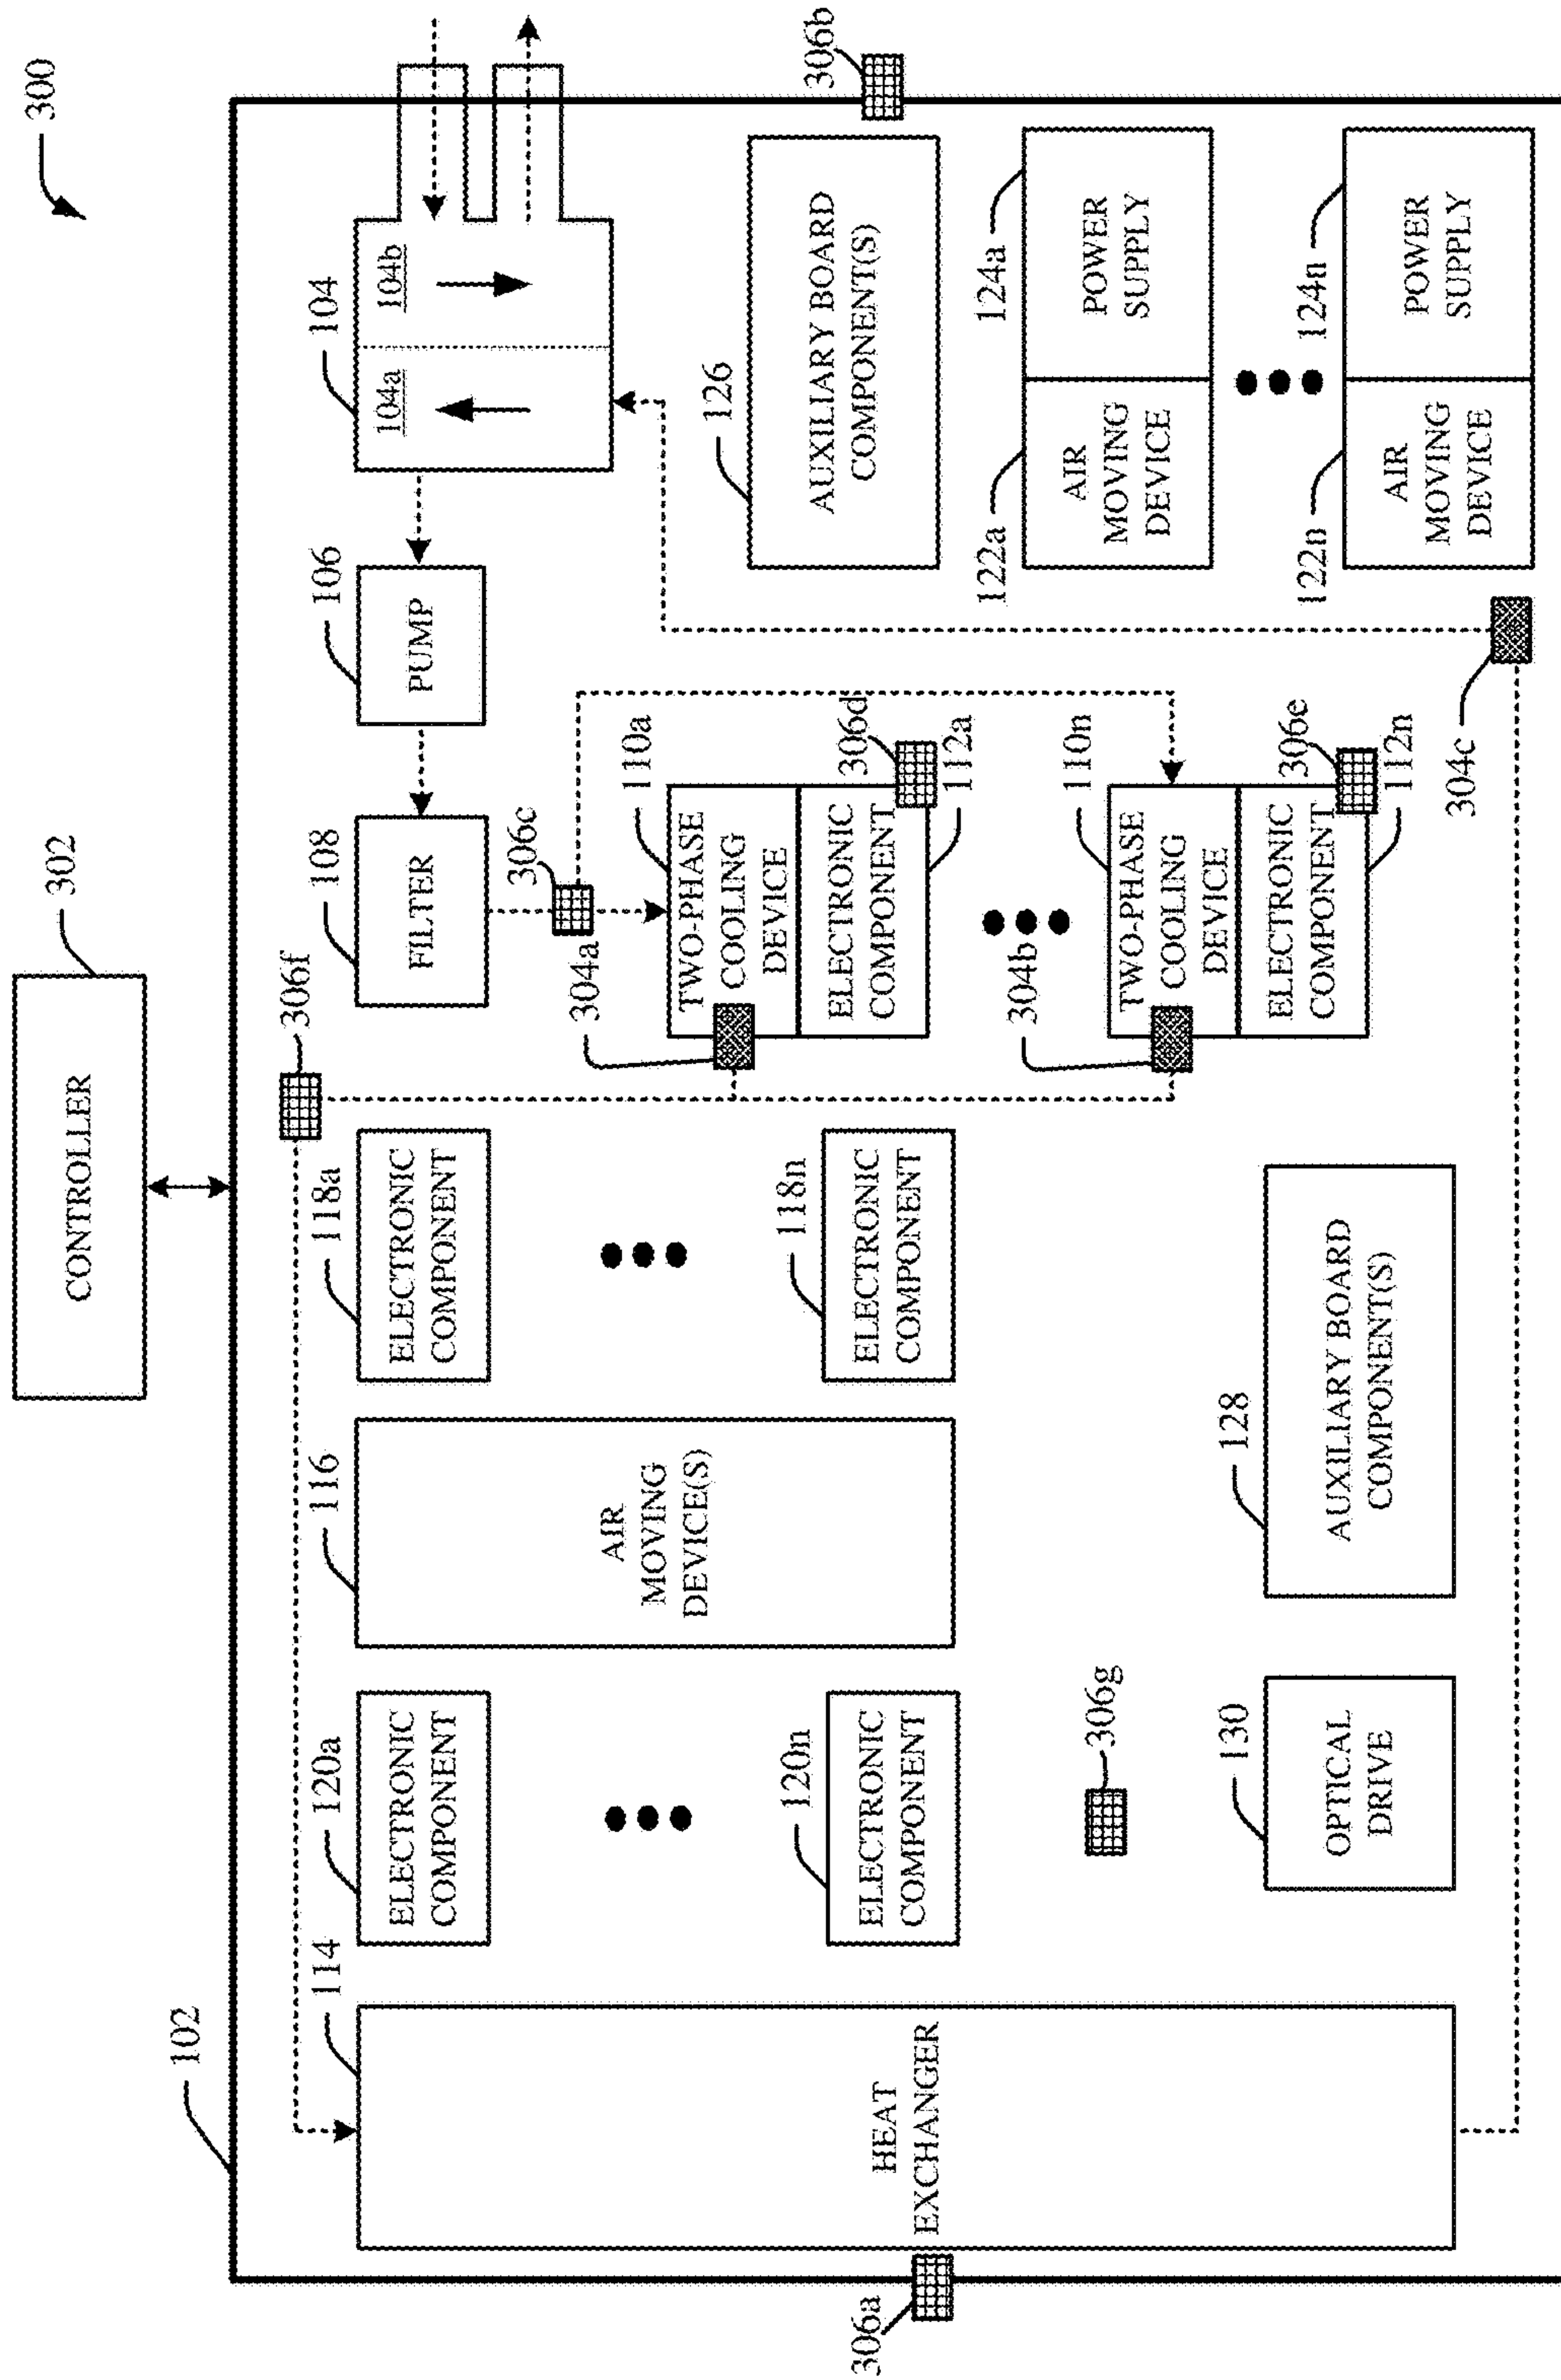 300
CONTROLLER
302
102
306f
114
HEAT
EXCHANGER
306a
120a
ELECTRONIC
COMPONENT
120n
ELECTRONIC
COMPONENT
306g
130
OPTICAL
DRIVE
116
AIR
MOVING
DEVICE(S)
118a
ELECTRONIC
COMPONENT
118n
ELECTRONIC
COMPONENT
128
AUXILIARY BOARD
COMPONENT(S)
108
FILTER
106
PUMP
104
104a
104b
306c
304a
110a
TWO-PHASE
COOLING
DEVICE
306d
ELECTRONIC
COMPONENT
112a
304b
110n
TWO-PHASE
COOLING
DEVICE
306e
ELECTRONIC
COMPONENT
112n
304c
126
AUXILIARY BOARD
COMPONENT(S)
306b
122a
AIR
MOVING
DEVICE
124a
POWER
SUPPLY
122n
AIR
MOVING
DEVICE
124n
POWER
SUPPLY